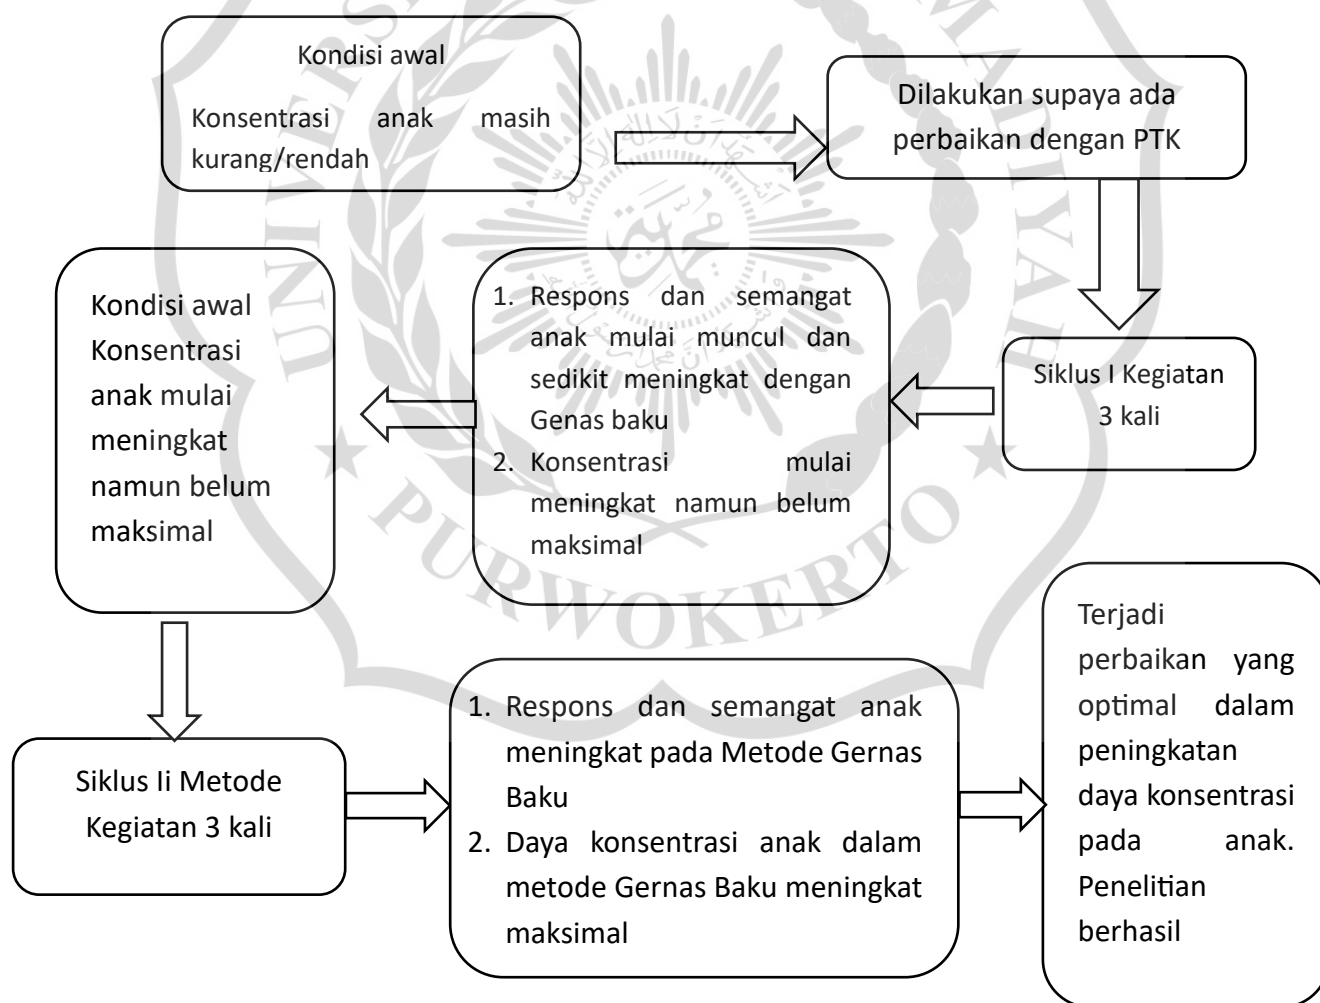 Kondisi awal
Konsentrasi anak masih
kurang/rendah
Dilakukan supaya ada
perbaikan dengan PTK
Siklus I Kegiatan
3 kali
1. Respons dan semangat
anak mulai muncul dan
sedikit meningkat dengan
Genas baku
2. Konsentrasi mulai
meningkat namun belum
maksimal
Kondisi awal
Konsentrasi
anak mulai
meningkat
namun belum
maksimal
Siklus Ii Metode
Kegiatan 3 kali
1. Respons dan semangat anak
meningkat pada Metode Gernas
Baku
2. Daya konsentrasi anak dalam
metode Gernas Baku meningkat
maksimal
Terjadi
perbaikan yang
optimal dalam
peningkatan
daya konsentrasi
pada anak.
Penelitian
berhasil
PURWOKERTO